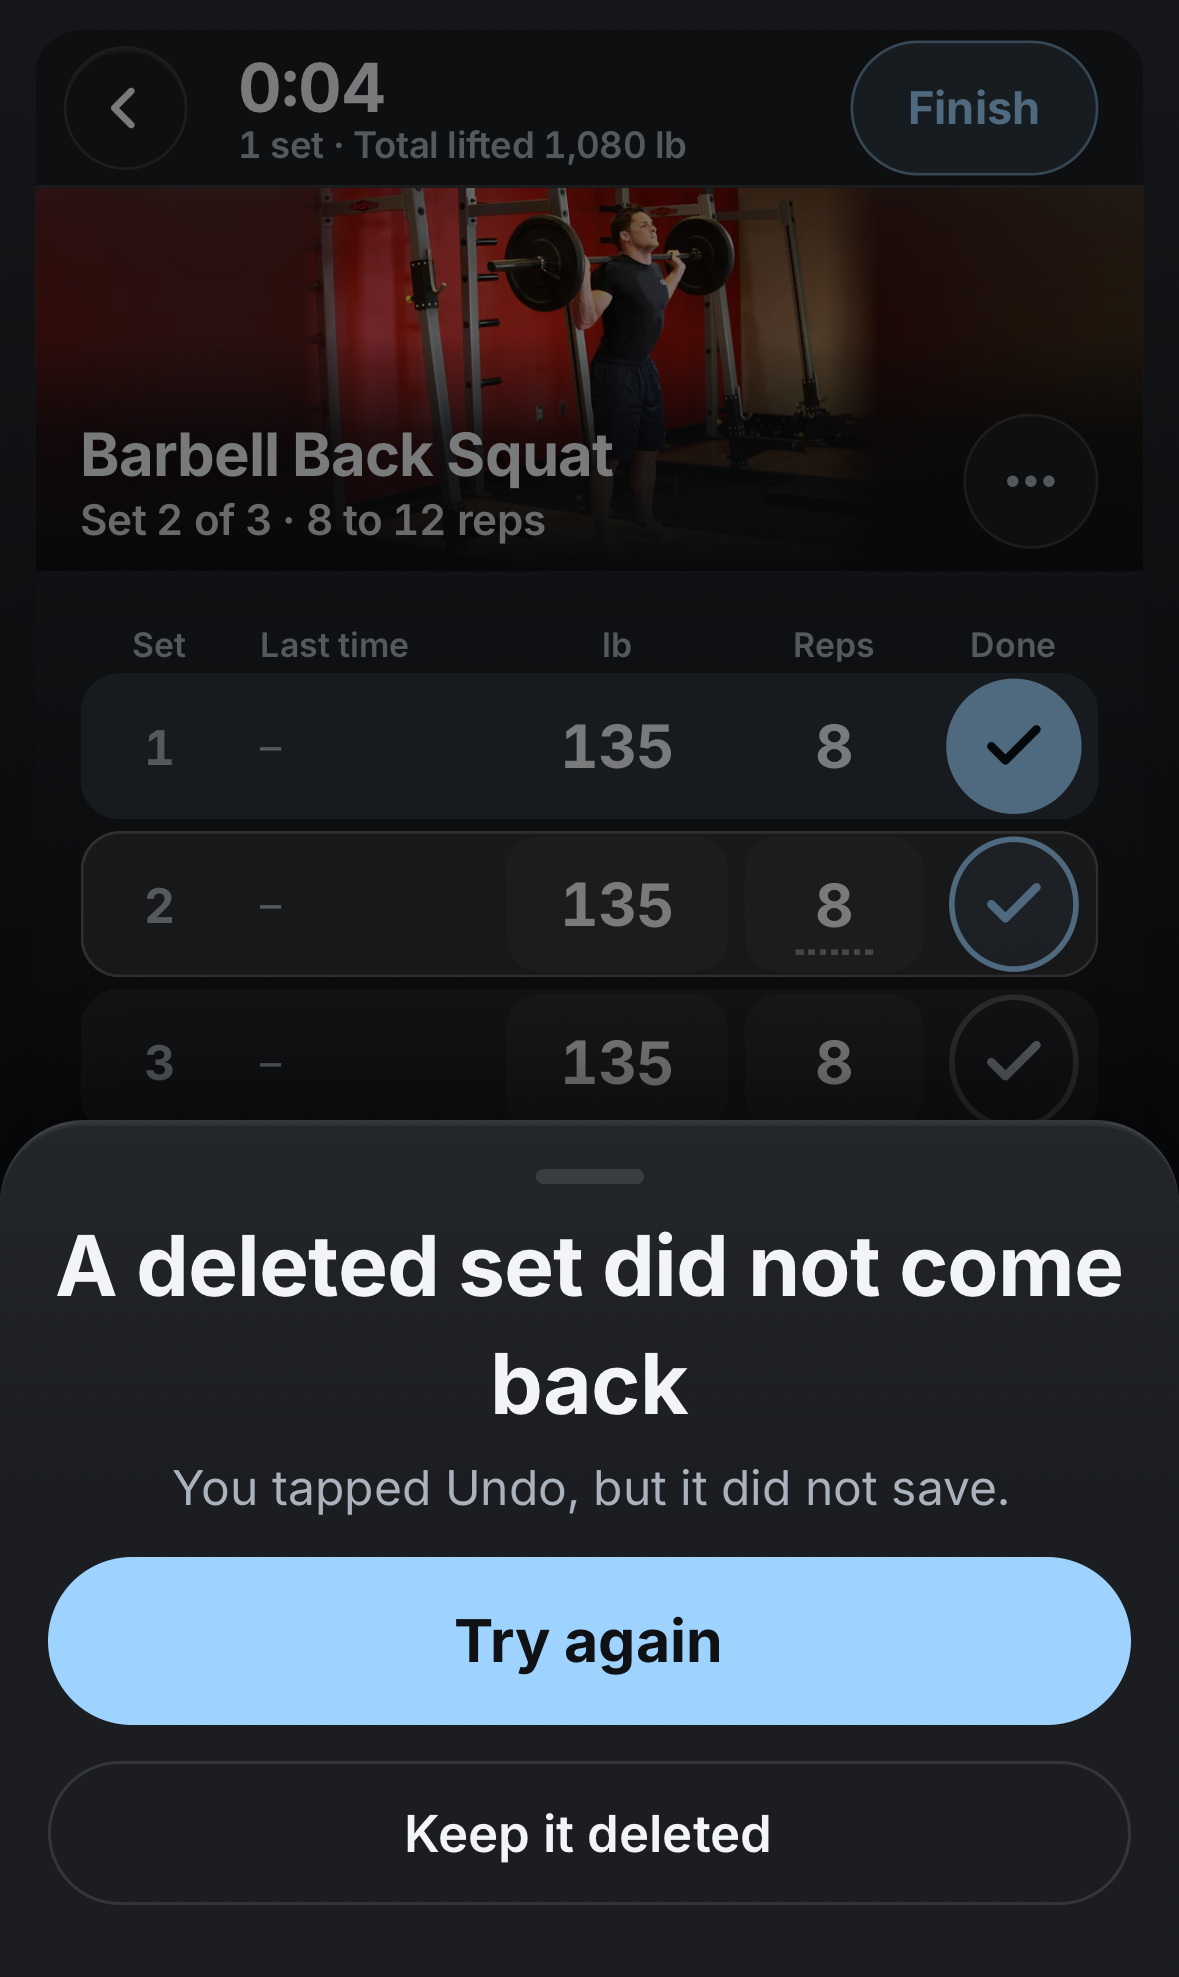 0:04
1 set · Total lifted 1,080 lb
Finish
Barbell Back Squat
Set 2 of 3 · 8 to 12 reps
Set Last time lb Reps Done
1 – 135 8
2 – 135 8
3 – 135 8
A deleted set did not come
back
You tapped Undo, but it did not save.
Try again
Keep it deleted